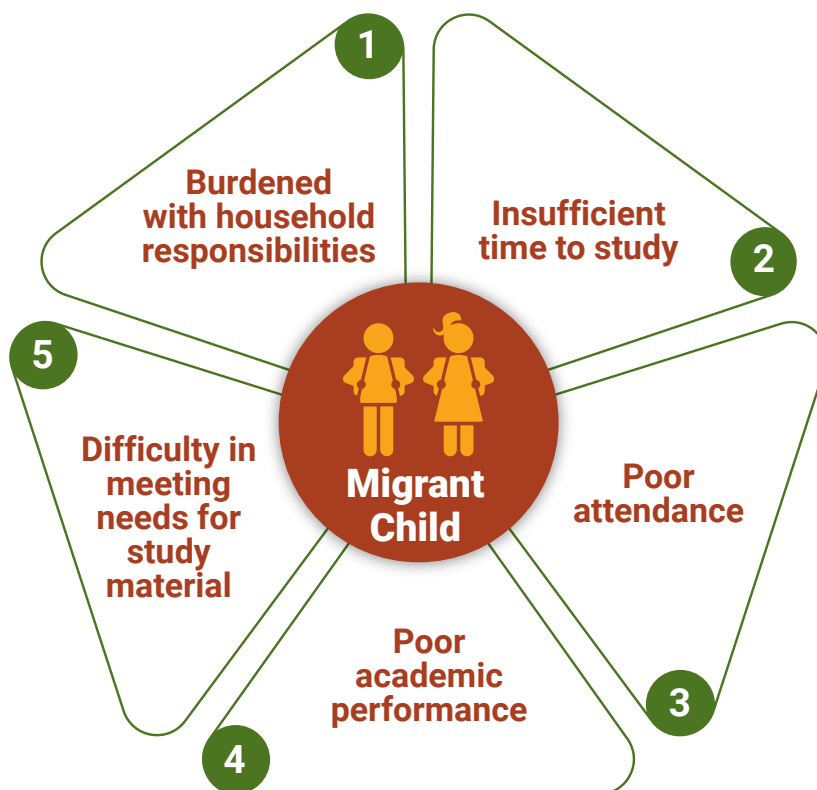 1
Burdened
with household
responsibilities
2
Insufficient
time to study
3
Poor
attendance
4
Poor
academic
performance
5
Difficulty in
meeting
needs for
study
material
Migrant
Child